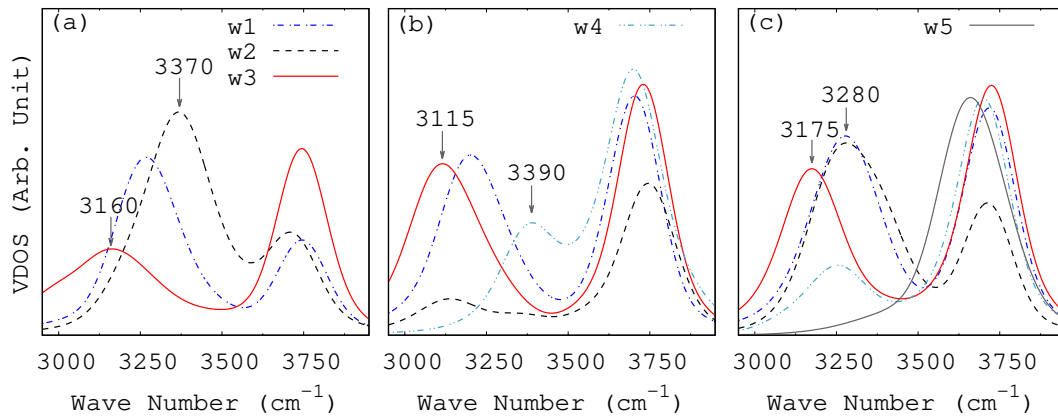 (a) w1
w2
w3
3370
3160
VDOS (Arb. Unit)
3000 3250 3500 3750
Wave Number (cm⁻¹)
(b) w4
3115
3390
3000 3250 3500 3750
Wave Number (cm⁻¹)
(c) w5
3280
3175
3000 3250 3500 3750
Wave Number (cm⁻¹)